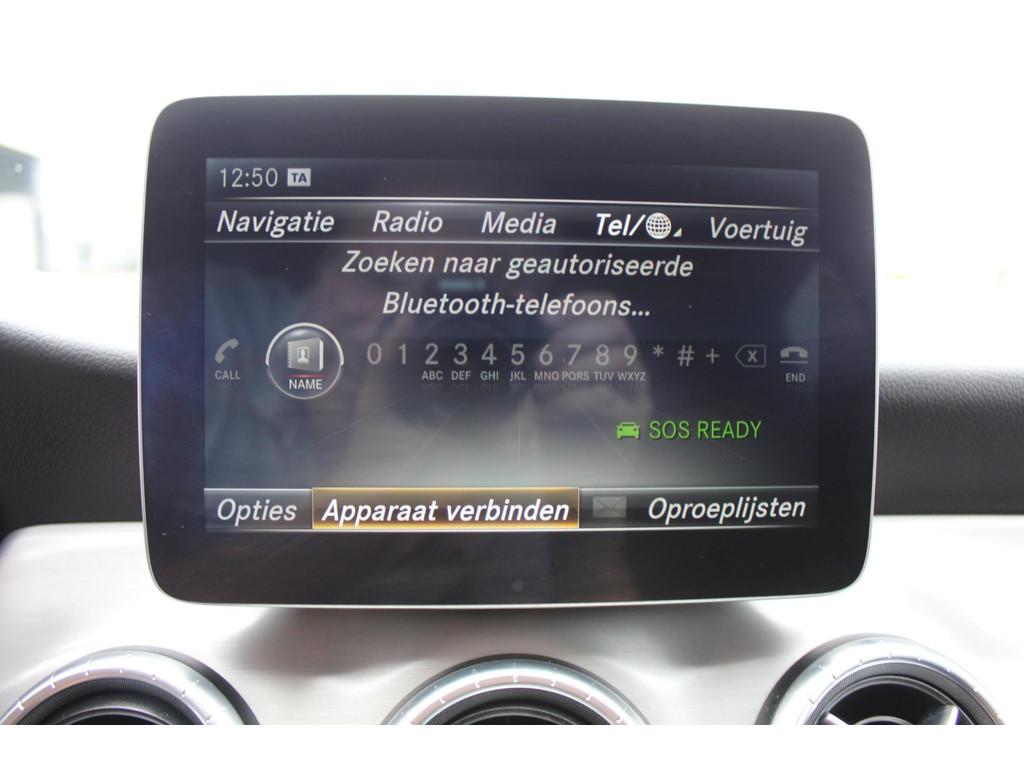 12:50 TA
Navigatie Radio Media Tel/ Voertuig
Zoeken naar geautoriseerde
Bluetooth-telefoons...
0 1 2 3 4 5 6 7 8 9 * # +
CALL NAME ABC DEF GHI JKL MNO PQRS TUV WXYZ END
SOS READY
Opties Apparaat verbinden Oproeplijsten